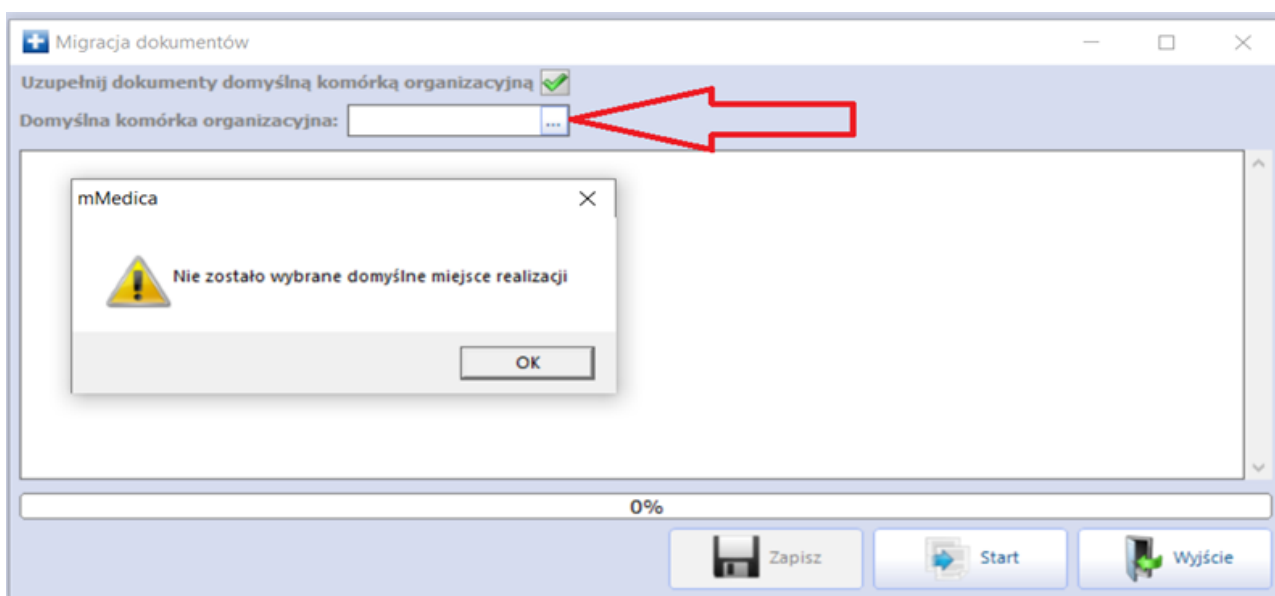 Migracja dokumentów
Uzupełnij dokumenty domyślną komórką organizacyjną
Domyślna komórka organizacyjna: ...
mMedica
Nie zostało wybrane domyślne miejsce realizacji
OK
0%
Zapisz Start Wyjście